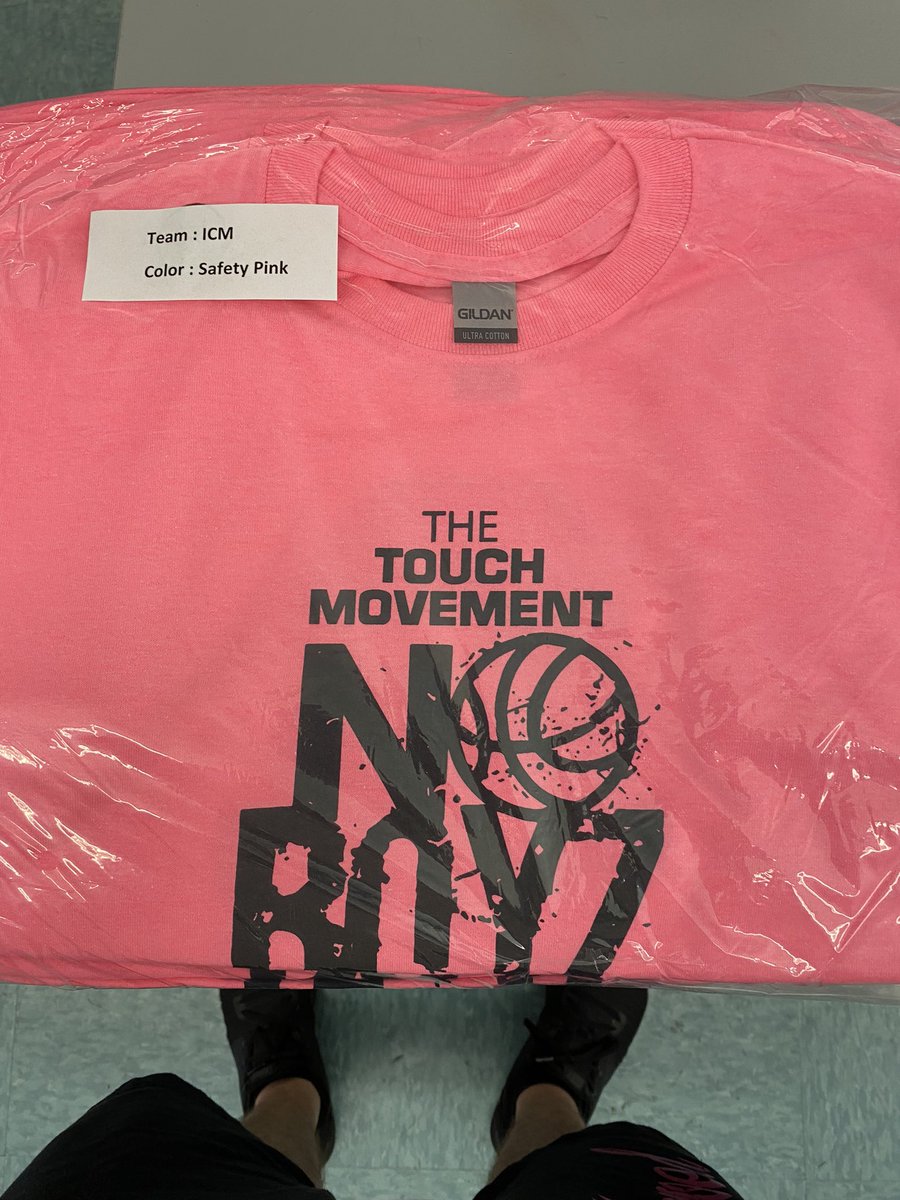 Team : ICM
Color : Safety Pink
GILDAN
ULTRA COTTON
THE
TOUCH
MOVEMENT
NO